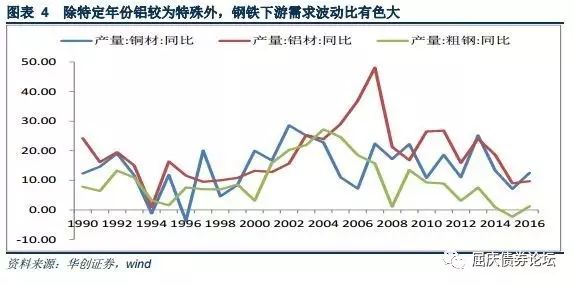 图表 4 除特定年份铝较为特殊外，钢铁下游需求波动比有色大
产量:铜材:同比 产量:铝材:同比 产量:粗钢:同比
60.00
50.00
40.00
30.00
20.00
10.00
0.00
-10.00
1990 1992 1994 1996 1998 2000 2002 2004 2006 2008 2010 2012 2014 2016
资料来源：华创证券，wind
屈庆债券论坛